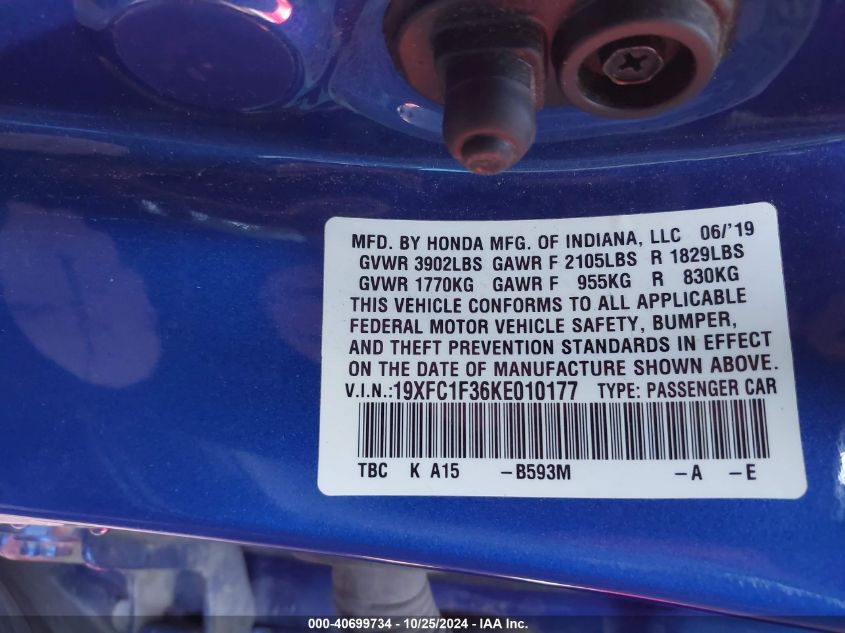 MFD. BY HONDA MFG. OF INDIANA, LLC 06/'19
GVWR 3902LBS GAWR F 2105LBS R 1829LBS
GVWR 1770KG GAWR F 955KG R 830KG
THIS VEHICLE CONFORMS TO ALL APPLICABLE
FEDERAL MOTOR VEHICLE SAFETY, BUMPER,
AND THEFT PREVENTION STANDARDS IN EFFECT
ON THE DATE OF MANUFACTURE SHOWN ABOVE.
V.I.N.:19XFC1F36KE010177 TYPE: PASSENGER CAR
TBC K A15 -B593M -A -E
000-40699734 - 10/25/2024 - IAA Inc.